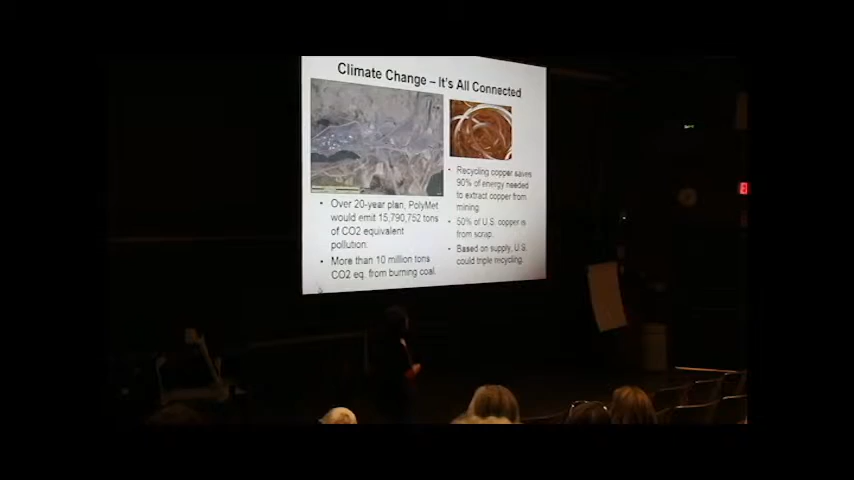 Climate Change – It's All Connected
• Over 20-year plan, PolyMet
would emit 15,790,752 tons
of CO2 equivalent
pollution.
• More than 10 million tons
CO2 eq. from burning coal.
• Recycling copper saves
90% of energy needed
to extract copper from
mining.
• 50% of U.S. copper is
from scrap.
• Based on supply, U.S.
could triple recycling.